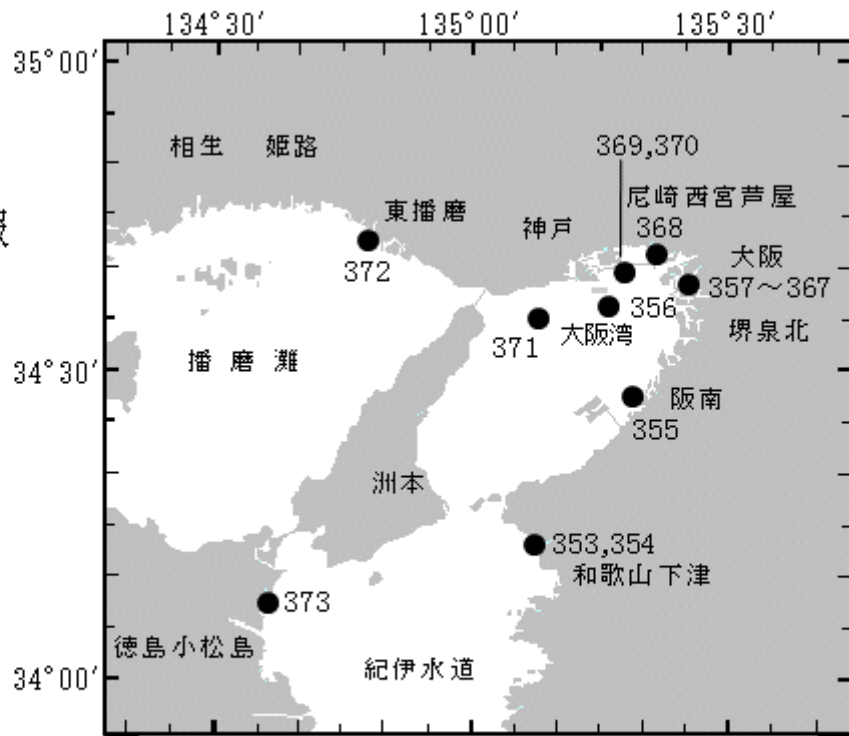 134°30′
135°00′
135°30′
35°00′
相生
姫路
369,370
尼崎西宮芦屋
東播磨
神戸
368
大阪
372
357～367
356
371
大阪湾
堺泉北
34°30′
播磨灘
阪南
355
洲本
353,354
和歌山下津
373
徳島小松島
紀伊水道
34°00′